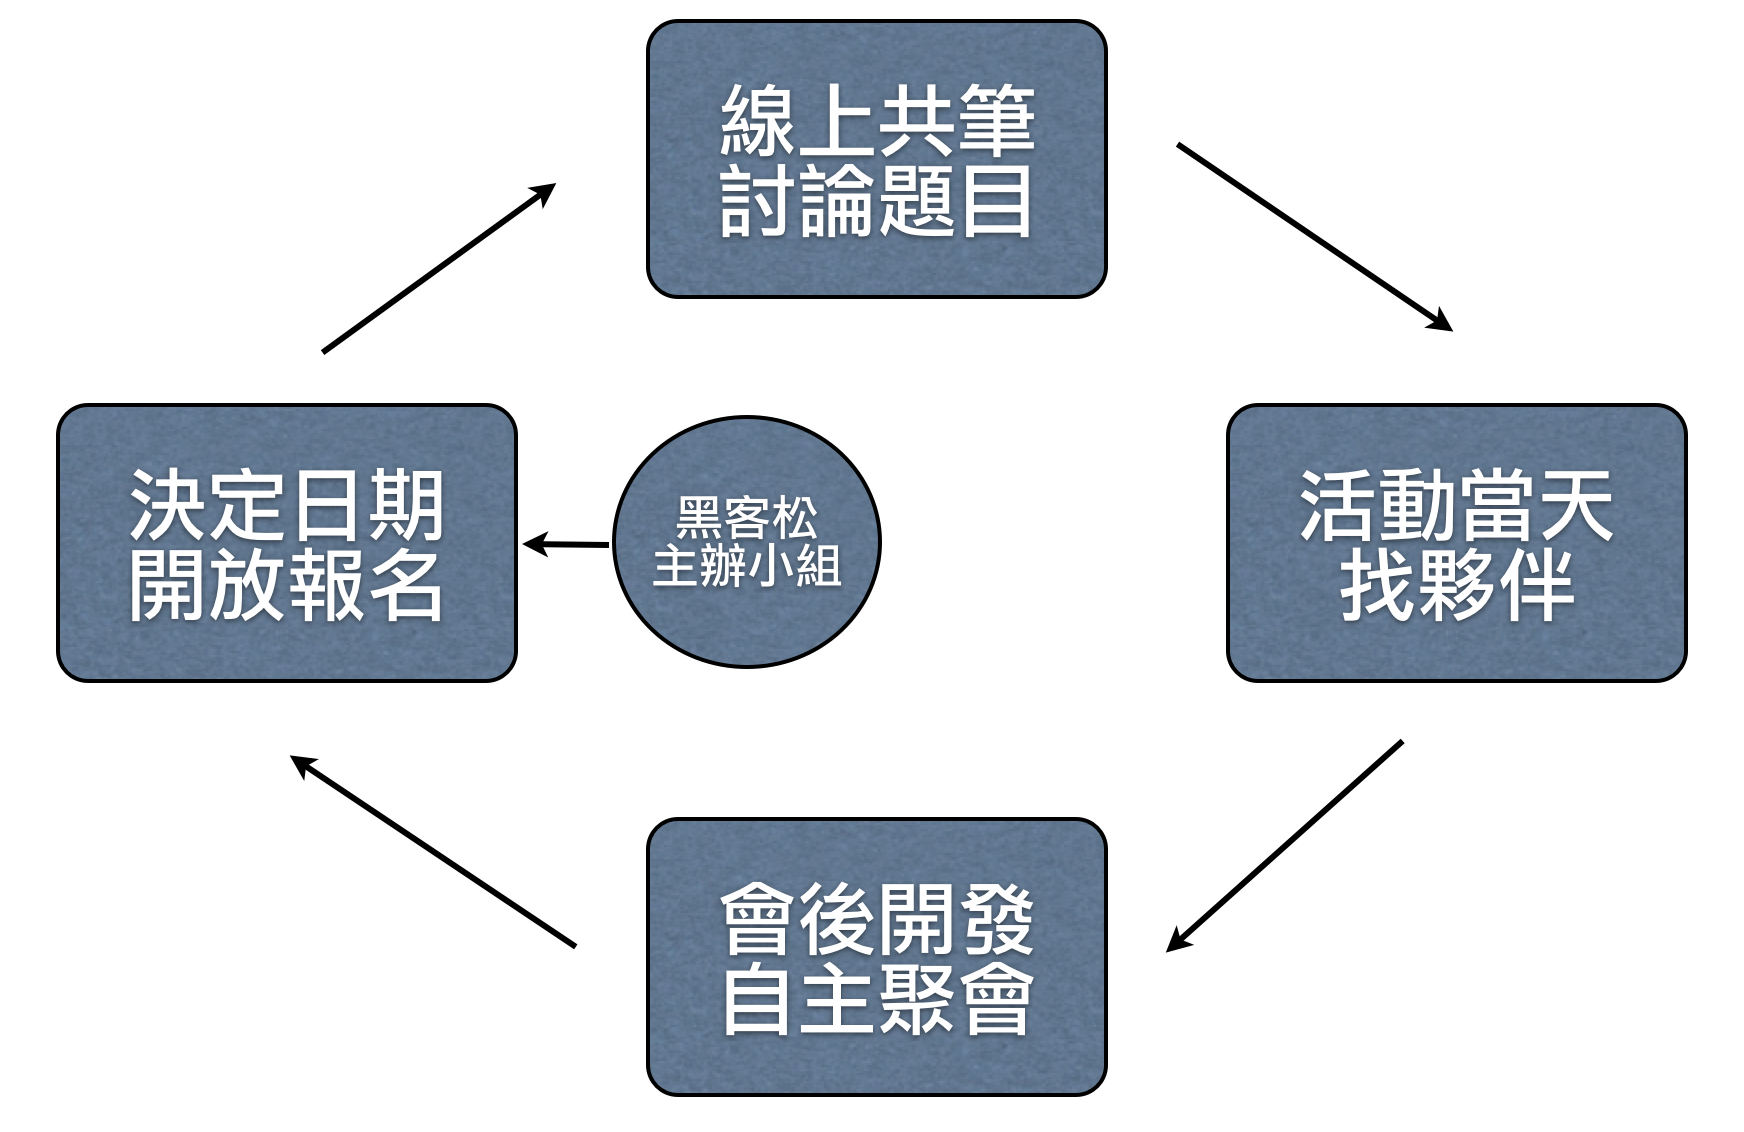 線上共筆
討論題目
決定日期
開放報名
黑客松
主辦小組
活動當天
找夥伴
會後開發
自主聚會